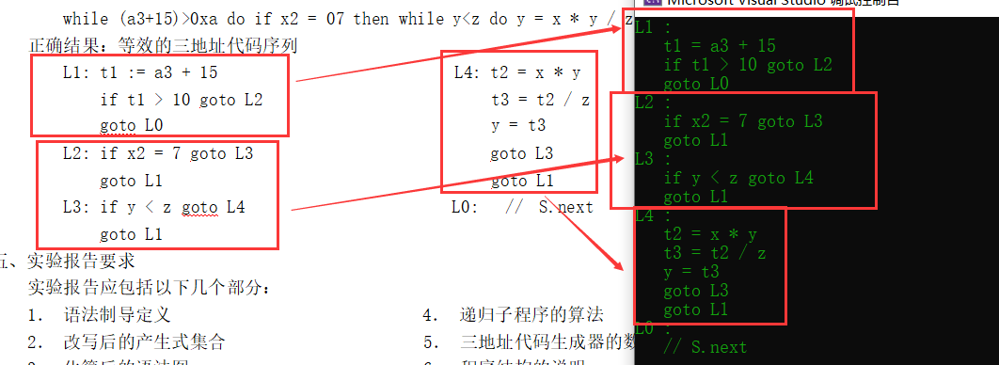 while (a3+15)>0xa do if x2 = 07 then while y<z do y = x * y / z
正确结果：等效的三地址代码序列
L1: t1 := a3 + 15
if t1 > 10 goto L2
goto L0
L2: if x2 = 7 goto L3
goto L1
L3: if y < z goto L4
goto L1
L4: t2 = x * y
t3 = t2 / z
y = t3
goto L3
goto L1
L0: // S.next
五、实验报告要求
实验报告应包括以下几个部分：
1. 语法制导定义
2. 改写后的产生式集合
4. 递归子程序的算法
5. 三地址代码生成器的数
Microsoft Visual Studio 调试控制台
L1 :
t1 = a3 + 15
if t1 > 10 goto L2
goto L0
L2 :
if x2 = 7 goto L3
goto L1
L3 :
if y < z goto L4
goto L1
L4 :
t2 = x * y
t3 = t2 / z
y = t3
goto L3
goto L1
L0 :
// S.next